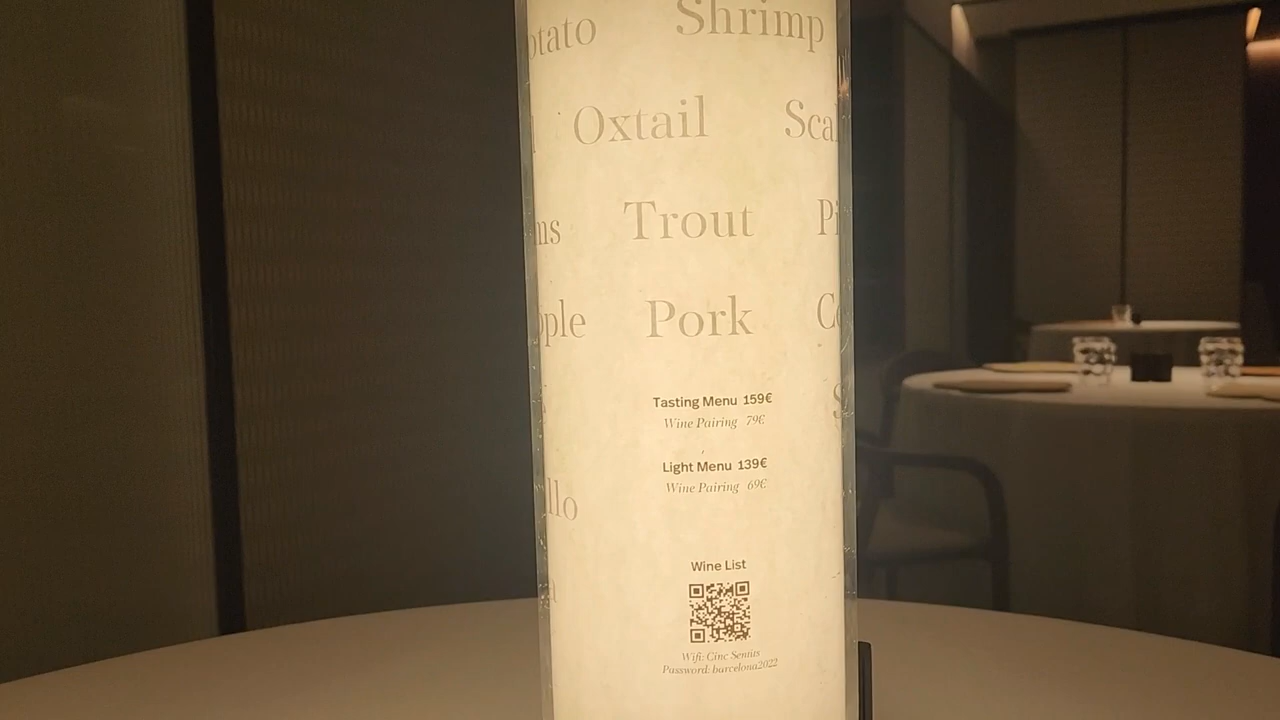 Shrimp
Oxtail
Trout
Pork
Tasting Menu 159€
Wine Pairing 79€
Light Menu 139€
Wine Pairing 69€
Wine List
Wifi: Cinc Sentits
Password: barcelona2022